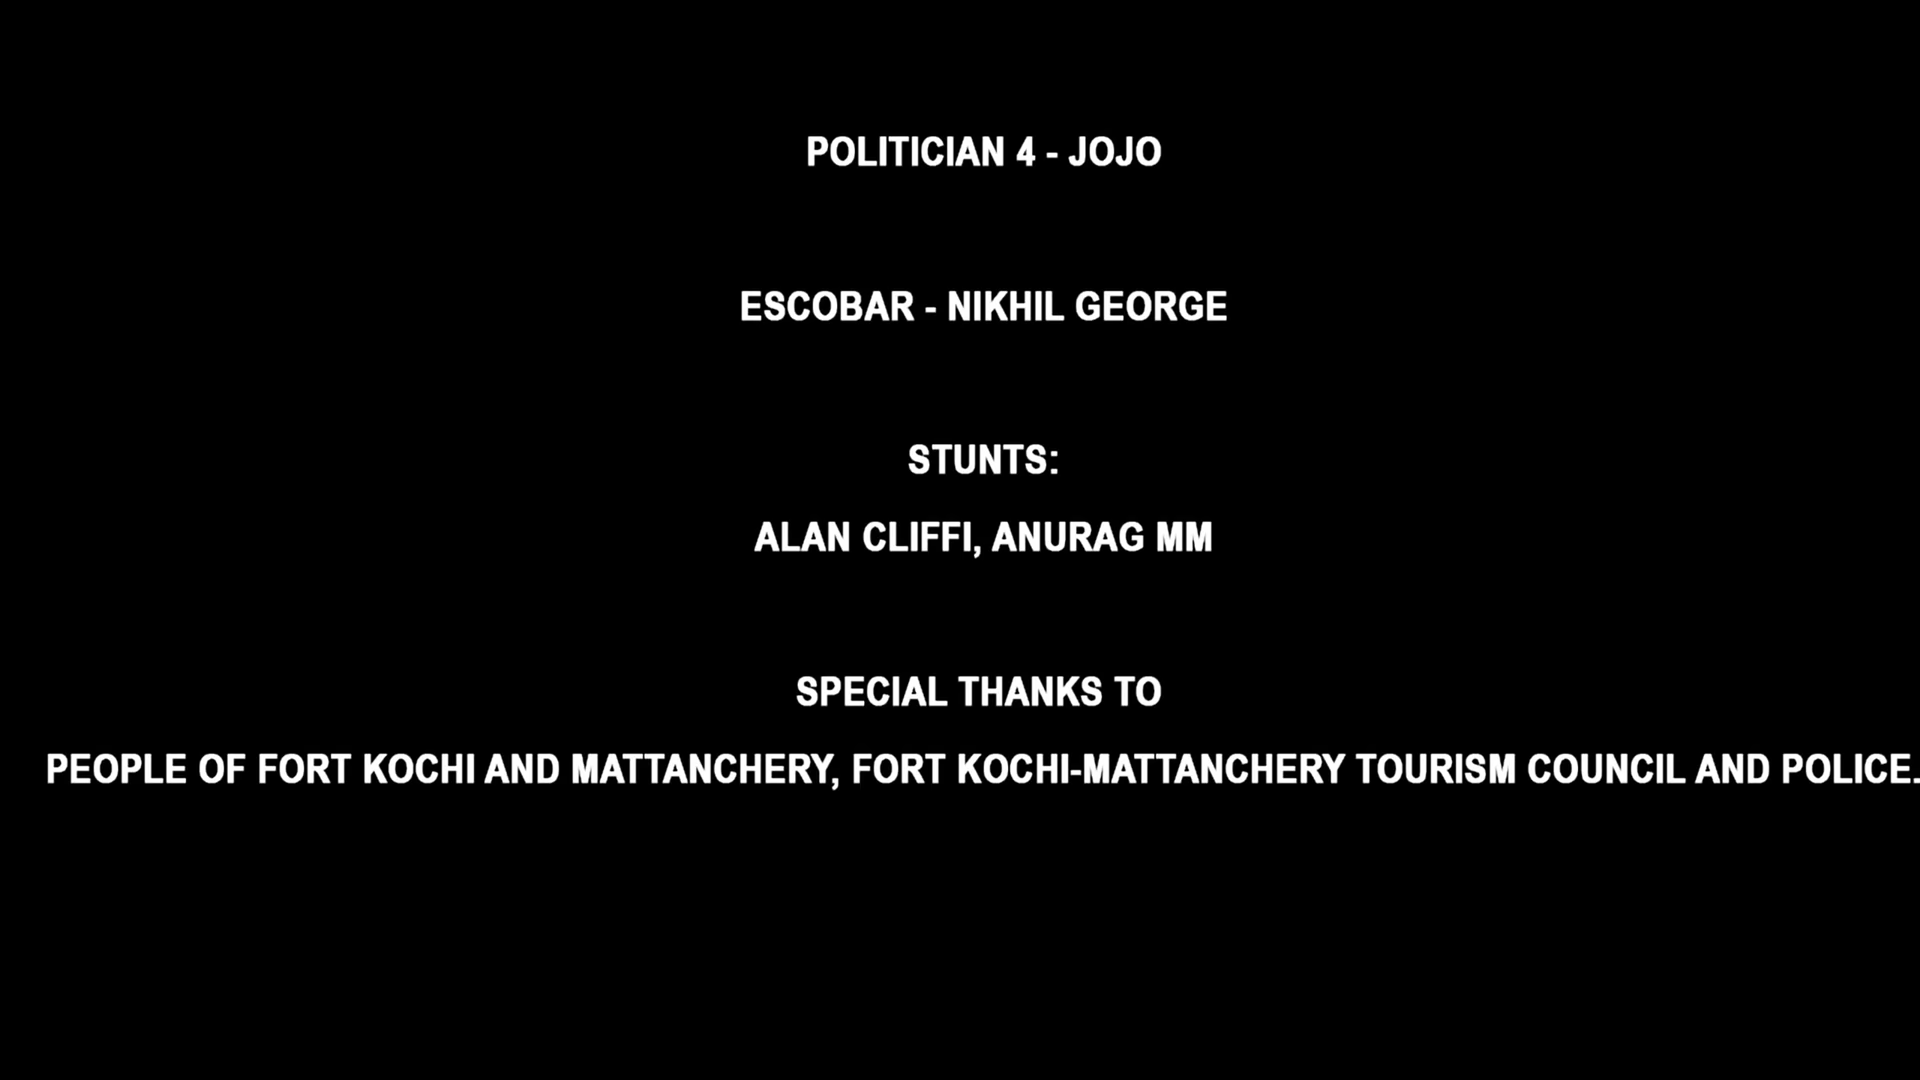 POLITICIAN 4 - JOJO
ESCOBAR - NIKHIL GEORGE
STUNTS:
ALAN CLIFFI, ANURAG MM
SPECIAL THANKS TO
PEOPLE OF FORT KOCHI AND MATTANCHERY, FORT KOCHI-MATTANCHERY TOURISM COUNCIL AND POLICE.